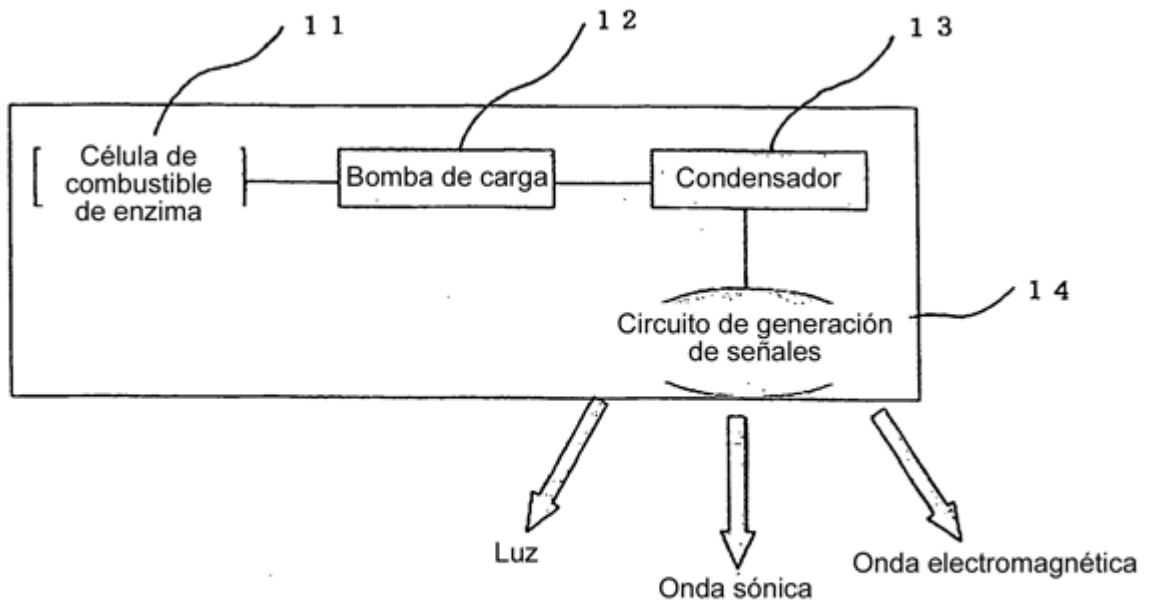 11
12
13
Célula de
combustible
de enzima
Bomba de carga
Condensador
14
Circuito de generación
de señales
Luz
Onda sónica
Onda electromagnética